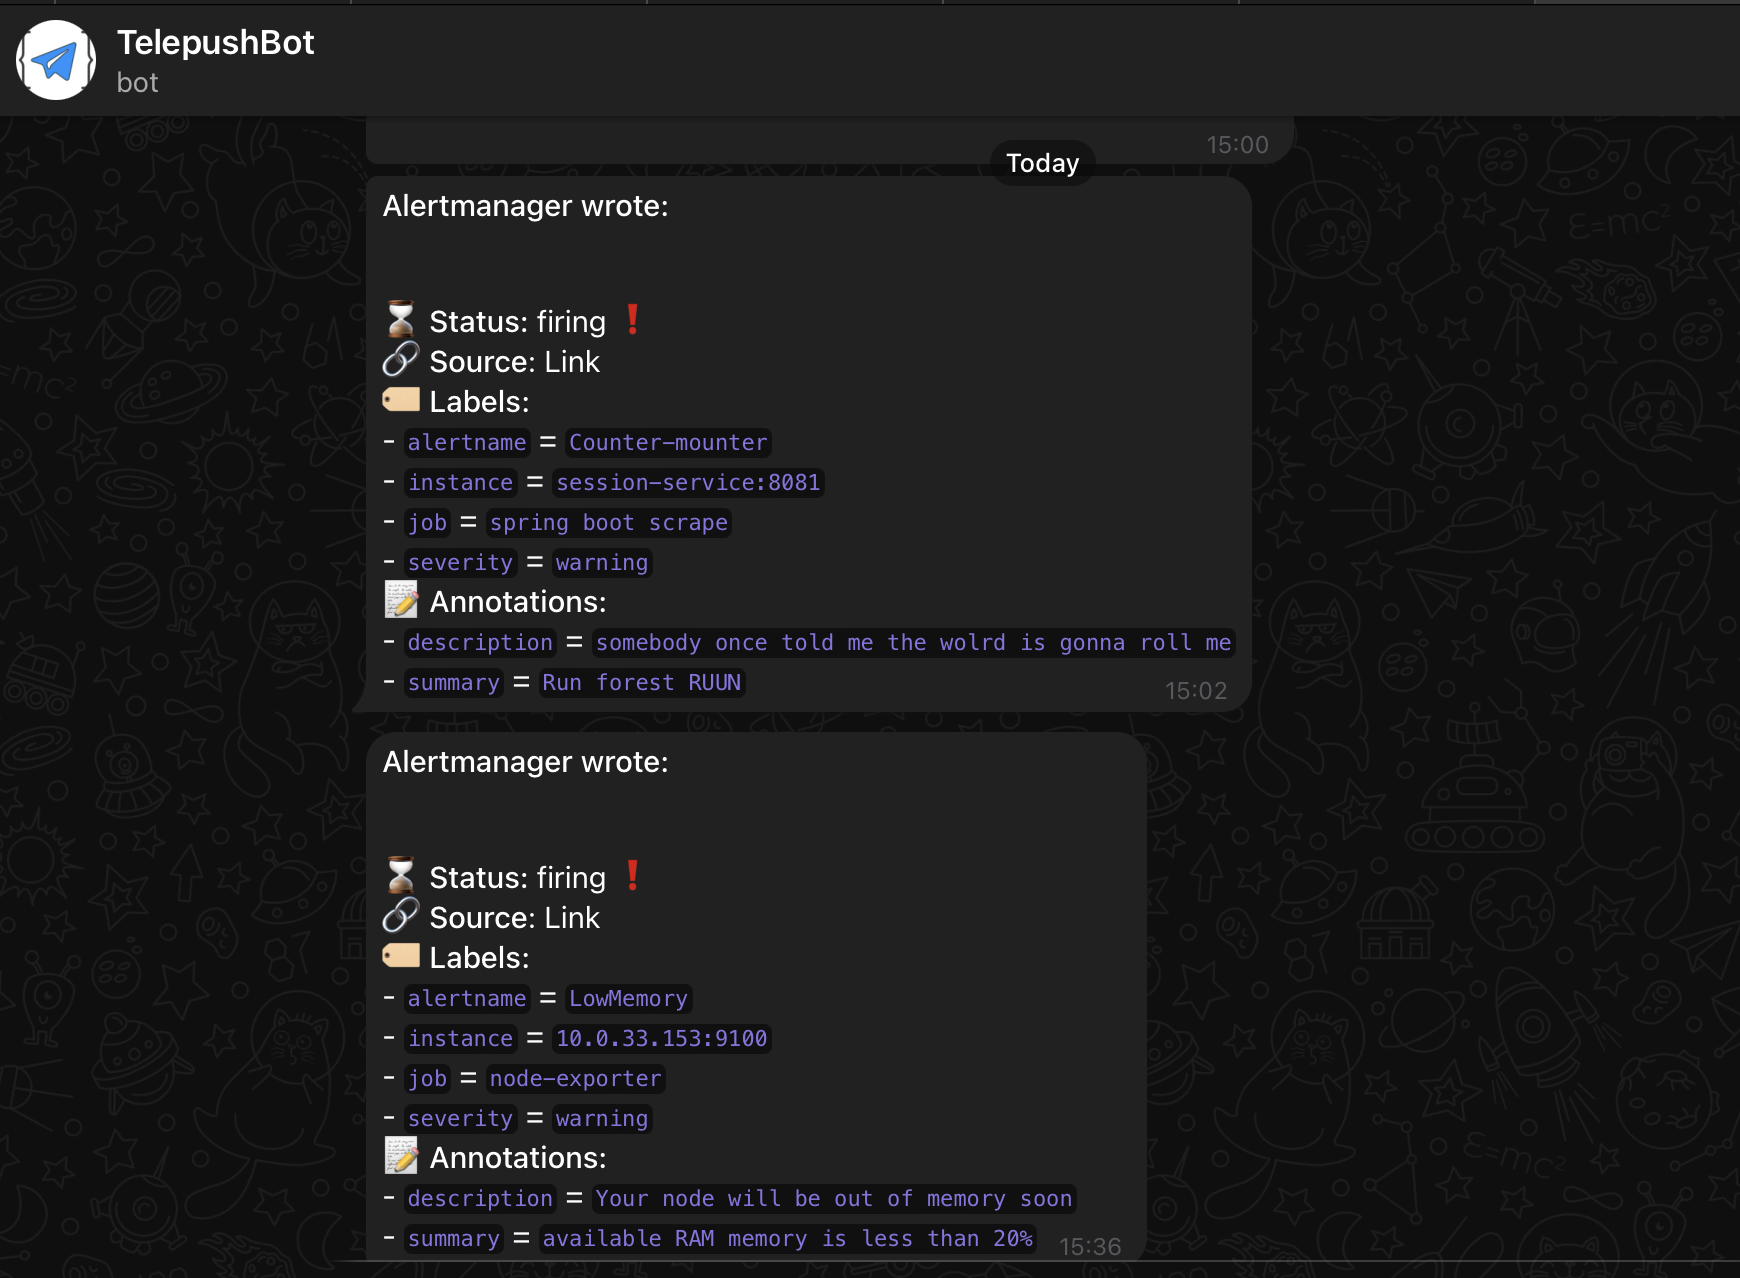 TelepushBot
bot
15:00
Today
Alertmanager wrote:
⌛ Status: firing ❗
🔗 Source: Link
🏷 Labels:
- alertname = Counter-mounter
- instance = session-service:8081
- job = spring boot scrape
- severity = warning
📝 Annotations:
- description = somebody once told me the wolrd is gonna roll me
- summary = Run forest RUUN
15:02
Alertmanager wrote:
⌛ Status: firing ❗
🔗 Source: Link
🏷 Labels:
- alertname = LowMemory
- instance = 10.0.33.153:9100
- job = node-exporter
- severity = warning
📝 Annotations:
- description = Your node will be out of memory soon
- summary = available RAM memory is less than 20%
15:36